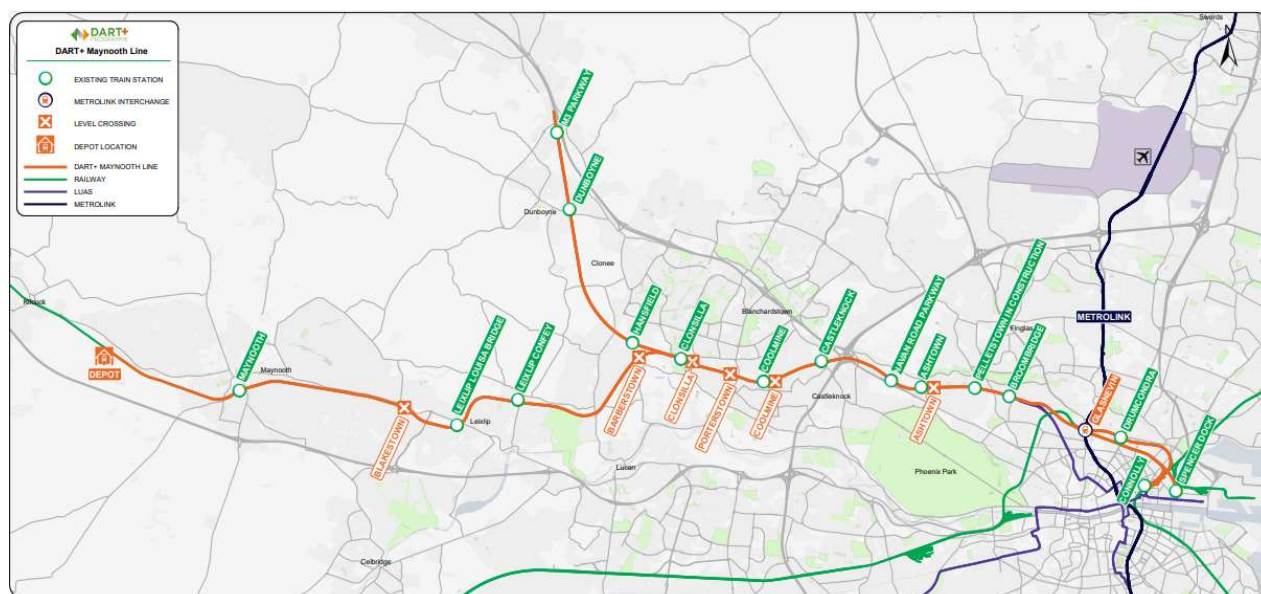 DART+
PROGRAMME
DART+ Maynooth Line
EXISTING TRAIN STATION
METROLINK INTERCHANGE
LEVEL CROSSING
DEPOT LOCATION
DART+ MAYNOOTH LINE
RAILWAY
LUAS
METROLINK
Swords
N
M3 PARKWAY
DUNBOYNE
Dunboyne
Clonee
Kilcock
DEPOT
MAYNOOTH
Maynooth
BLAKESTOWN
LEIXLIP LOUISA BRIDGE
Leixlip
LEIXLIP CONFEY
HANSFIELD
BARBERSTOWN
CLONSILLA
CLONSILLA
PORTERSTOWN
Blanchardstown
COOLMINE
COOLMINE
CASTLEKNOCK
Castleknock
NAVAN ROAD PARKWAY
ASHTOWN
ASHTOWN
PELLETSTOWN IN CONSTRUCTION
Finglas
BROOMBRIDGE
METROLINK
GLASNEVIN
DRUMCONDRA
CONNOLLY
SPENCER DOCK
Phoenix Park
Lucan
Celbridge